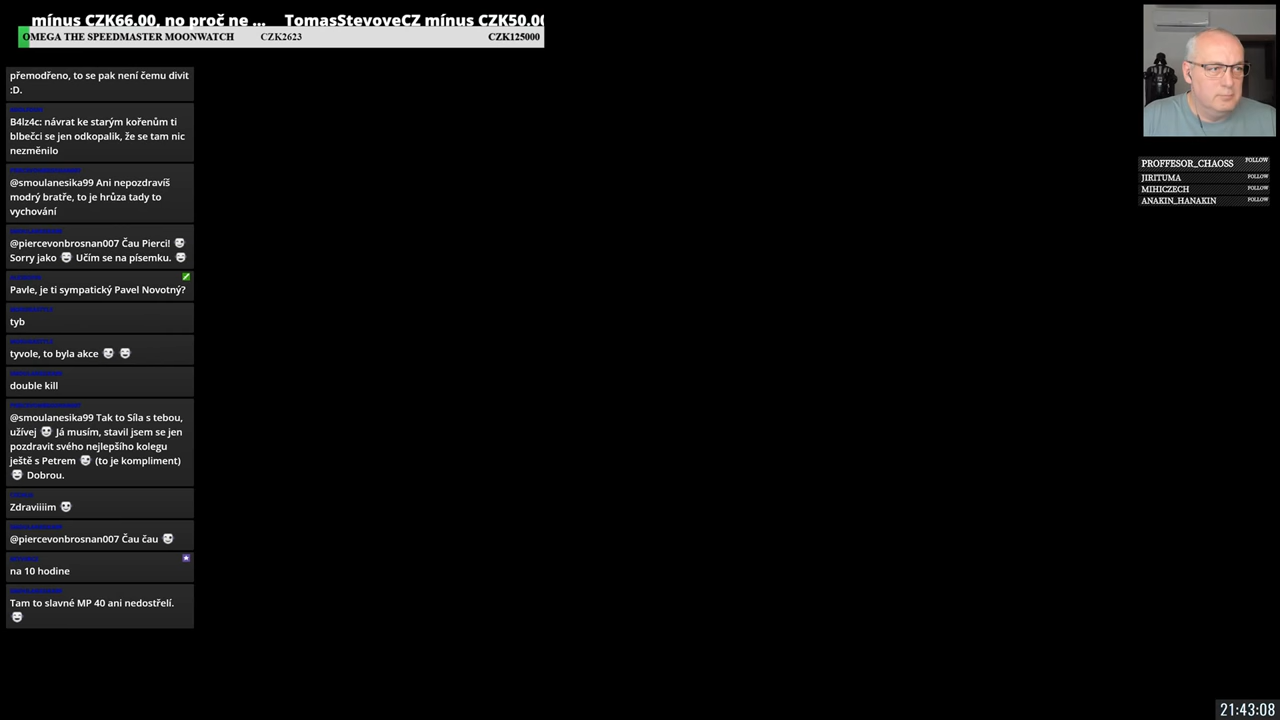 mínus CZK66.00, no proč ne ... TomasStevoveCZ mínus CZK50.00
OMEGA THE SPEEDMASTER MOONWATCH CZK2623 CZK125000
přemodřeno, to se pak není čemu divit
:D.
B4lz4c: návrat ke starým kořenům ti
blbečci se jen odkopalik, že se tam nic
nezměnilo
@smoulanesika99 Ani nepozdravíš
modrý bratře, to je hrůza tady to
vychování
@piercevonbrosnan007 Čau Pierci!
Sorry jako Učím se na písemku.
Pavle, je ti sympatický Pavel Novotný?
tyb
tyvole, to byla akce
double kill
@smoulanesika99 Tak to Síla s tebou,
užívej Já musím, stavil jsem se jen
pozdravit svého nejlepšího kolegu
ještě s Petrem (to je kompliment)
Dobrou.
Zdraviiiim
@piercevonbrosnan007 Čau čau
na 10 hodine
Tam to slavné MP 40 ani nedostřelí.
PROFFESOR_CHAOSS FOLLOW
JIRITUMA FOLLOW
MIHICZECH FOLLOW
ANAKIN_HANAKIN FOLLOW
21:43:08